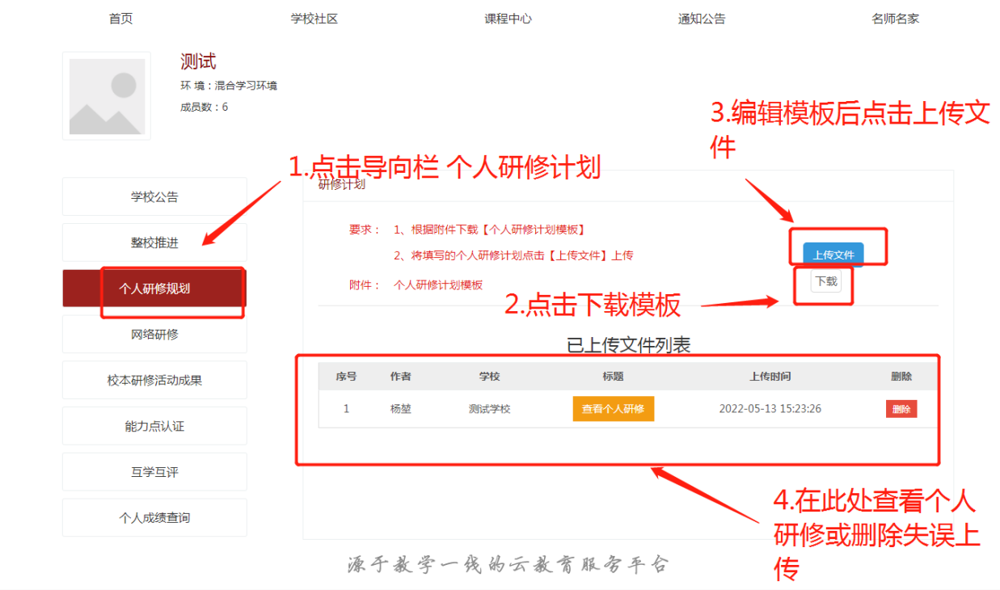 首页 学校社区 课程中心 通知公告 名师名家
测试
环 境：混合学习环境
成员数：6
3.编辑模板后点击上传文
件
1.点击导向栏 个人研修计划
研修计划
学校公告
整校推进
个人研修规划
网络研修
校本研修活动成果
能力点认证
互学互评
个人成绩查询
要求： 1、根据附件下载【个人研修计划模板】
2、将填写的个人研修计划点击【上传文件】上传
上传文件
附件： 个人研修计划模板
下载
2.点击下载模板
已上传文件列表
序号 作者 学校 标题 上传时间 删除
1 杨堃 测试学校 查看个人研修 2022-05-13 15:23:26 删除
4.在此处查看个人
研修或删除失误上
传
源于教学一线的云教育服务平台